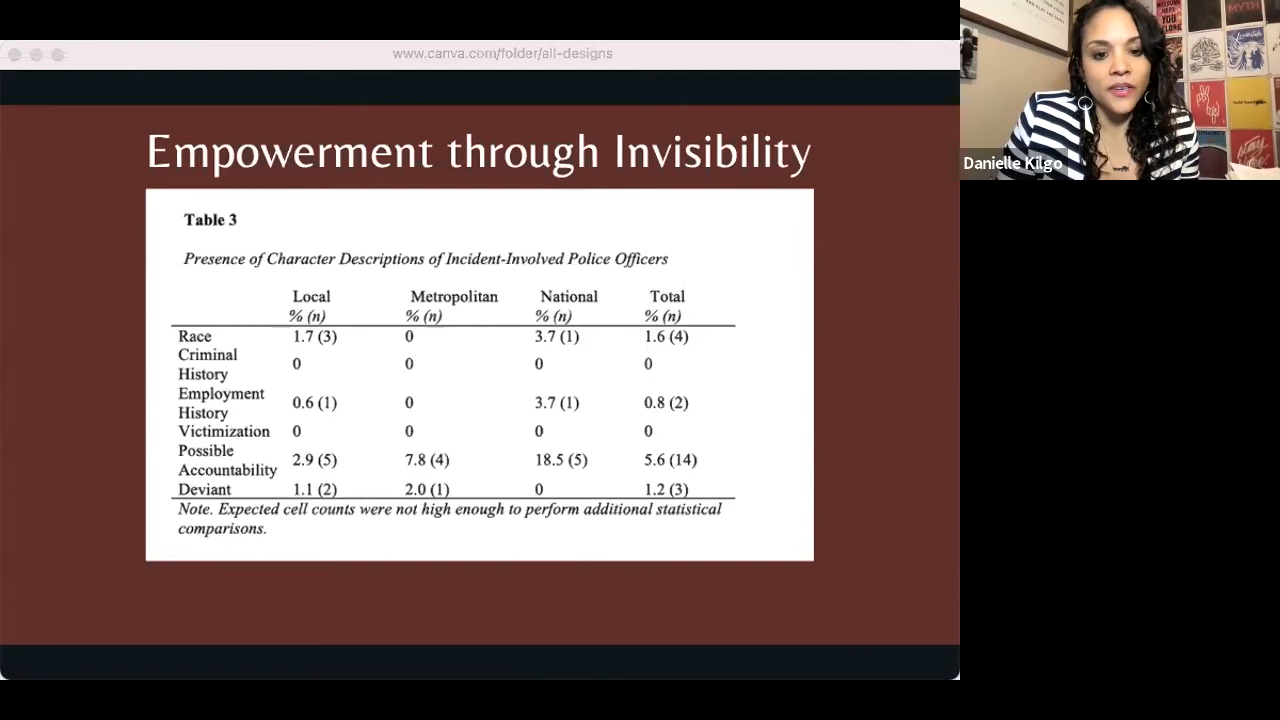 www.canva.com/folder/all-designs
Empowerment through Invisibility
Table 3
Presence of Character Descriptions of Incident-Involved Police Officers
Local Metropolitan National Total
% (n) % (n) % (n) % (n)
Race 1.7 (3) 0 3.7 (1) 1.6 (4)
Criminal
History 0 0 0 0
Employment
History 0.6 (1) 0 3.7 (1) 0.8 (2)
Victimization 0 0 0 0
Possible
Accountability 2.9 (5) 7.8 (4) 18.5 (5) 5.6 (14)
Deviant 1.1 (2) 2.0 (1) 0 1.2 (3)
Note. Expected cell counts were not high enough to perform additional statistical
comparisons.
WELCOME
HERE
YOU
BELONG
MYTH
Danielle Kilgo